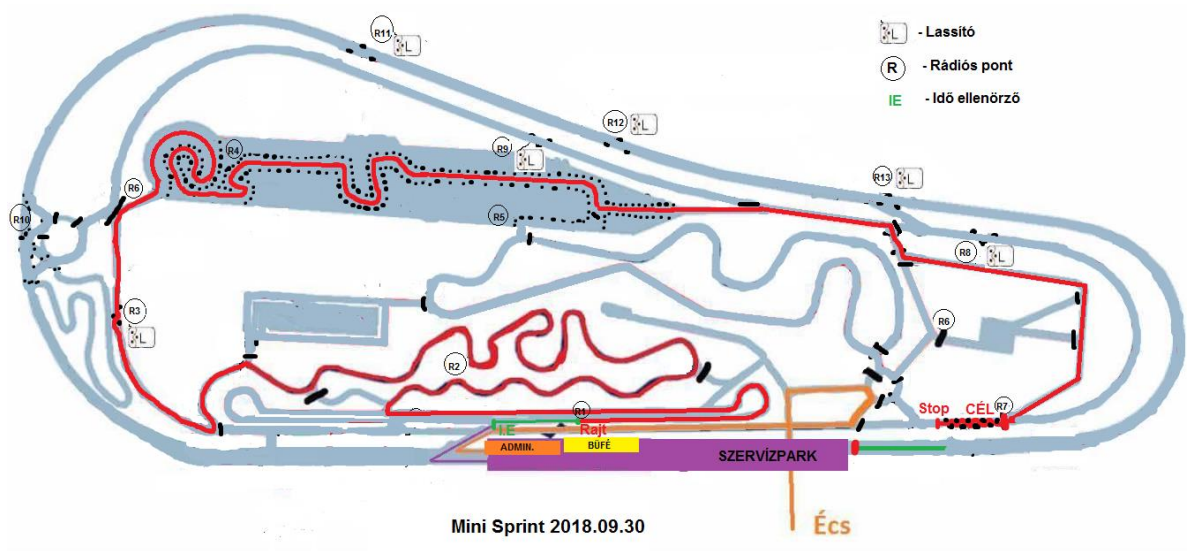 R11
L
L - Lassító
R - Rádiós pont
IE - Idő ellenőrző
R12
L
R4
R9
L
R13
L
R6
R10
R5
R8
L
R3
L
R6
R2
R1
R7
Stop CÉL
I.E Rajt
ADMIN.
BÜFÉ
SZERVÍZPARK
Écs
Mini Sprint 2018.09.30